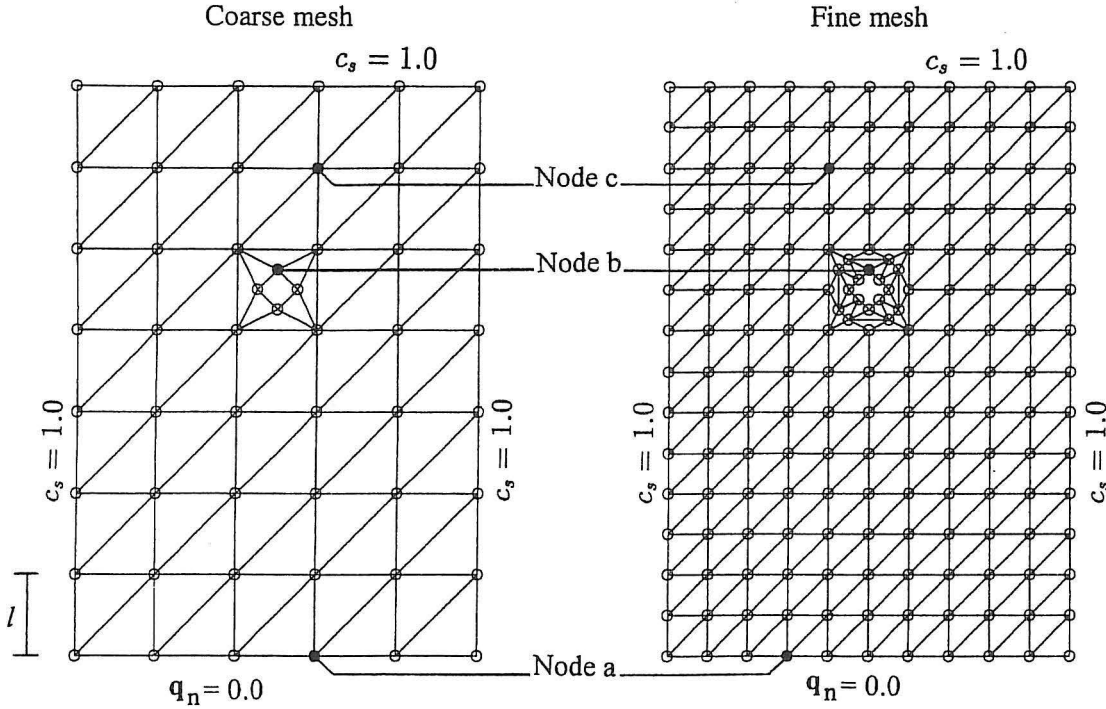 Coarse mesh
Fine mesh
c_s = 1.0
c_s = 1.0
Node c
Node b
c_s = 1.0
c_s = 1.0
c_s = 1.0
c_s = 1.0
l
Node a
q_n = 0.0
q_n = 0.0